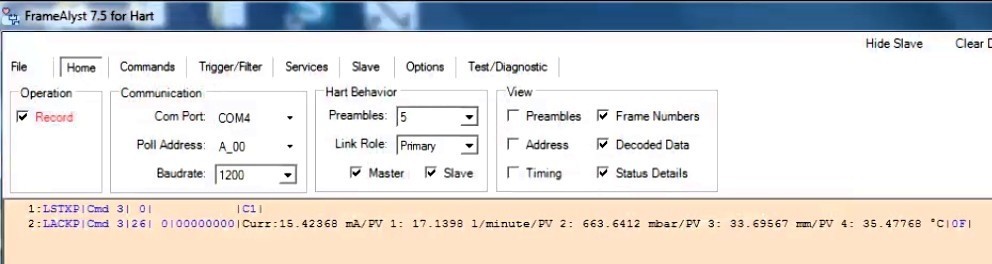 FrameAlyst 7.5 for Hart
Hide Slave Clear D
File Home Commands Trigger/Filter Services Slave Options Test/Diagnostic
Operation Communication Hart Behavior View
Record Com Port: COM4 Preambles: 5 Preambles Frame Numbers
Poll Address: A_00 Link Role: Primary Address Decoded Data
Baudrate: 1200 Master Slave Timing Status Details
1:LSTXP|Cmd 3| 0| |C1|
2:LACKP|Cmd 3|26| 0|00000000|Curr:15.42368 mA/PV 1: 17.1398 l/minute/PV 2: 663.6412 mbar/PV 3: 33.69567 mm/PV 4: 35.47768 °C|0F|